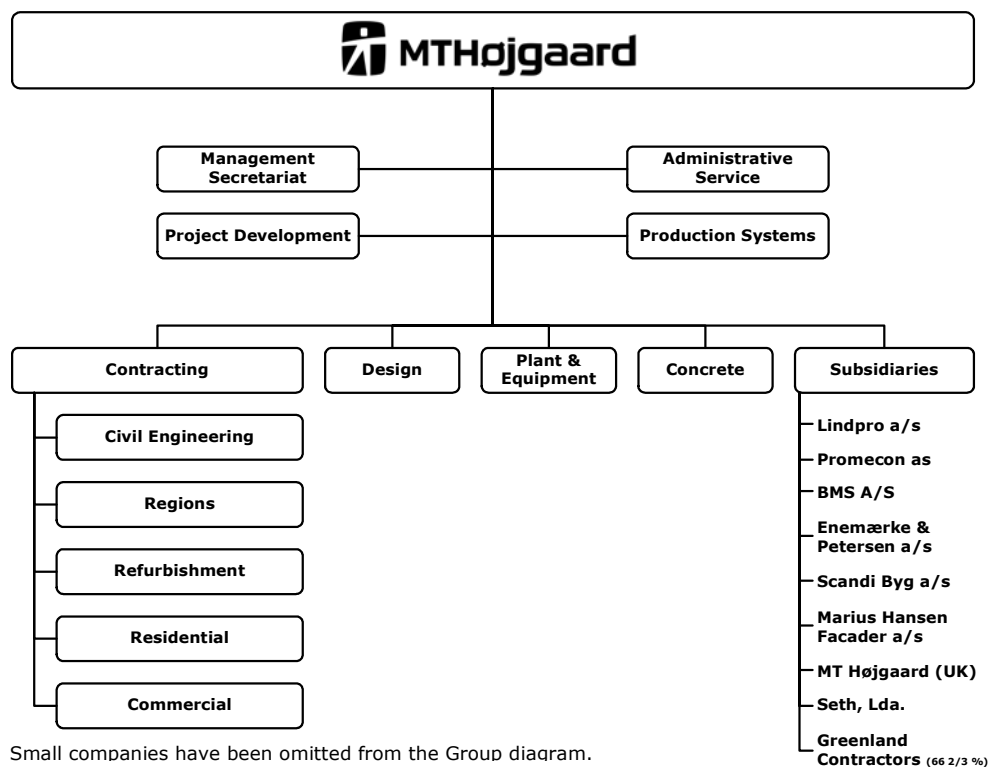 MTHøjgaard
Management
Secretariat
Administrative
Service
Project Development
Production Systems
Contracting
Design
Plant &
Equipment
Concrete
Subsidiaries
Civil Engineering
Regions
Refurbishment
Residential
Commercial
Lindpro a/s
Promecon as
BMS A/S
Enemærke &
Petersen a/s
Scandi Byg a/s
Marius Hansen
Facader a/s
MT Højgaard (UK)
Seth, Lda.
Greenland
Contractors (66 2/3 %)
Small companies have been omitted from the Group diagram.